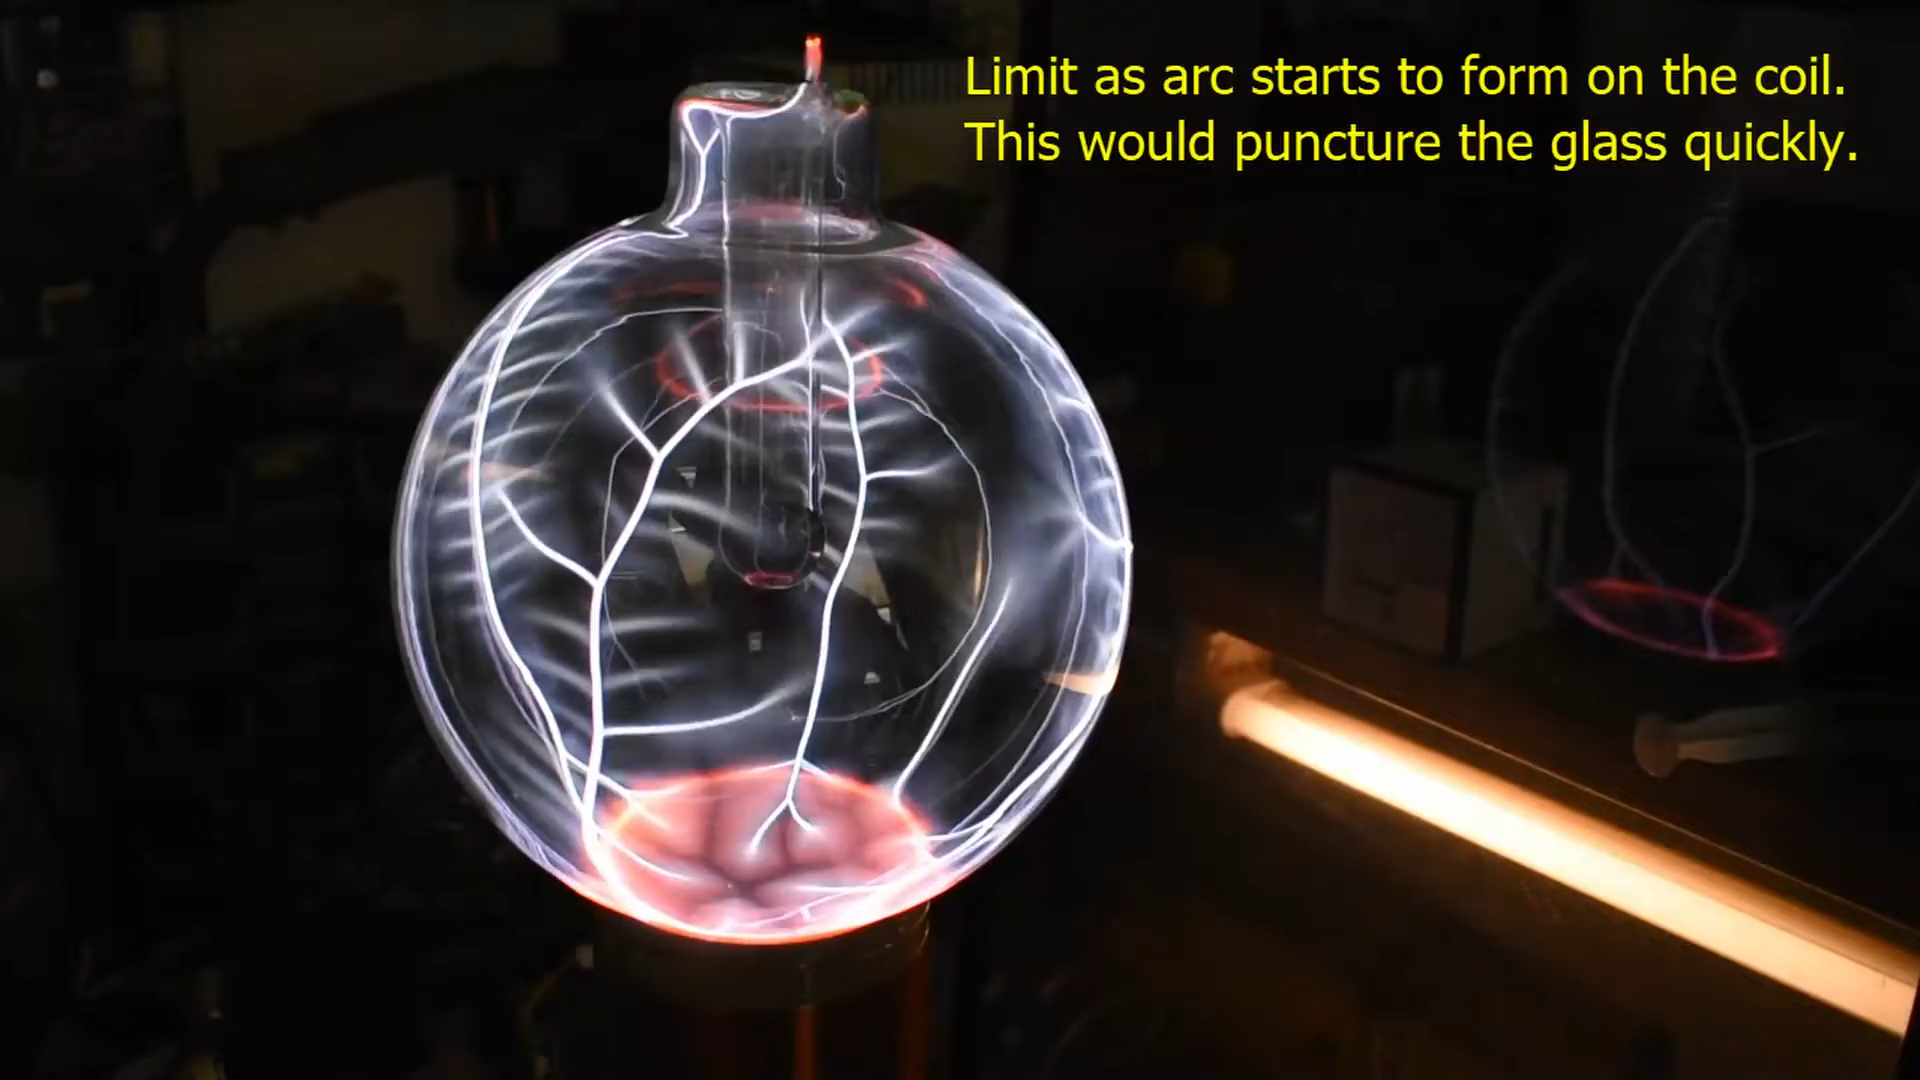 Limit as arc starts to form on the coil.
This would puncture the glass quickly.